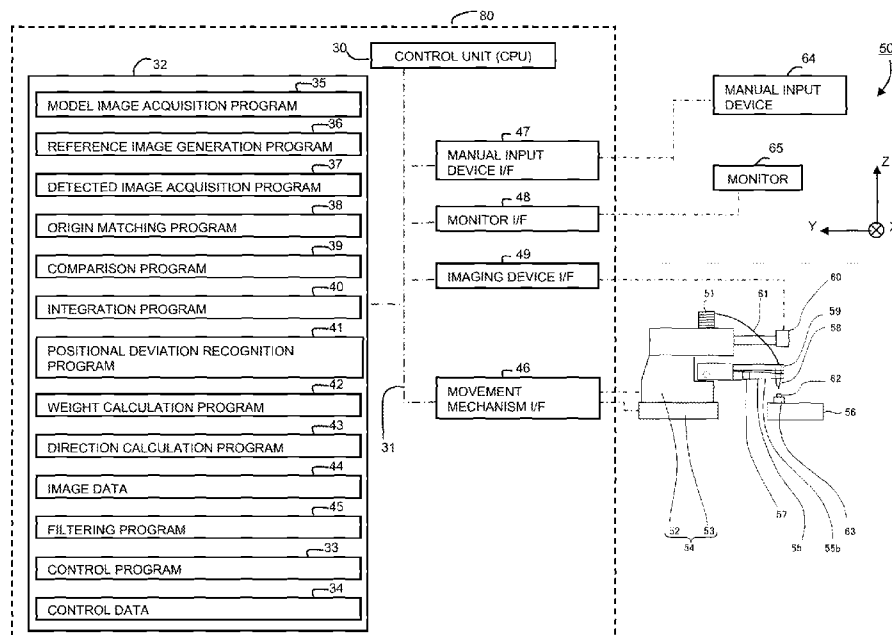 80
30
CONTROL UNIT (CPU)
32
35
MODEL IMAGE ACQUISITION PROGRAM
36
REFERENCE IMAGE GENERATION PROGRAM
37
DETECTED IMAGE ACQUISITION PROGRAM
38
ORIGIN MATCHING PROGRAM
39
COMPARISON PROGRAM
40
INTEGRATION PROGRAM
41
POSITIONAL DEVIATION RECOGNITION
PROGRAM
42
WEIGHT CALCULATION PROGRAM
43
DIRECTION CALCULATION PROGRAM
44
IMAGE DATA
45
FILTERING PROGRAM
33
CONTROL PROGRAM
34
CONTROL DATA
31
47
MANUAL INPUT
DEVICE I/F
48
MONITOR I/F
49
IMAGING DEVICE I/F
46
MOVEMENT
MECHANISM I/F
50
64
MANUAL INPUT
DEVICE
65
MONITOR
Z
Y
51
61
60
59
58
62
56
52
53
54
57
55
55b
63